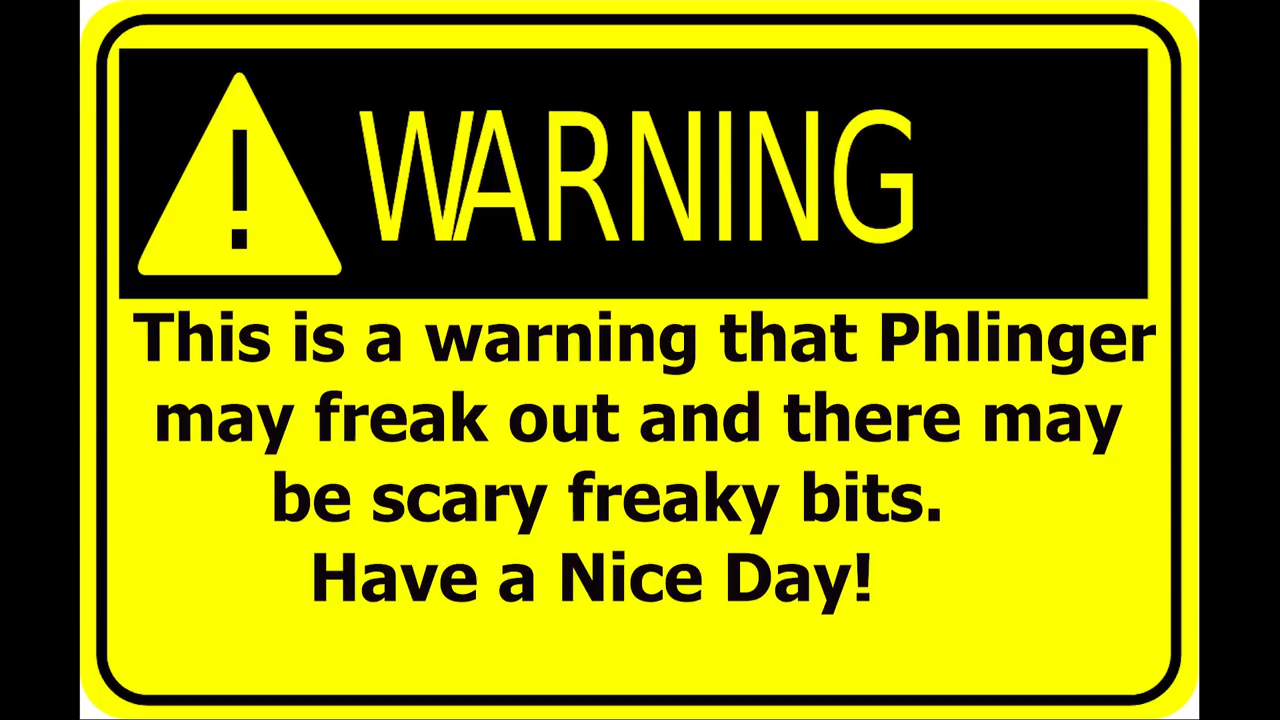 !
WARNING
This is a warning that Phlinger
may freak out and there may
be scary freaky bits.
Have a Nice Day!